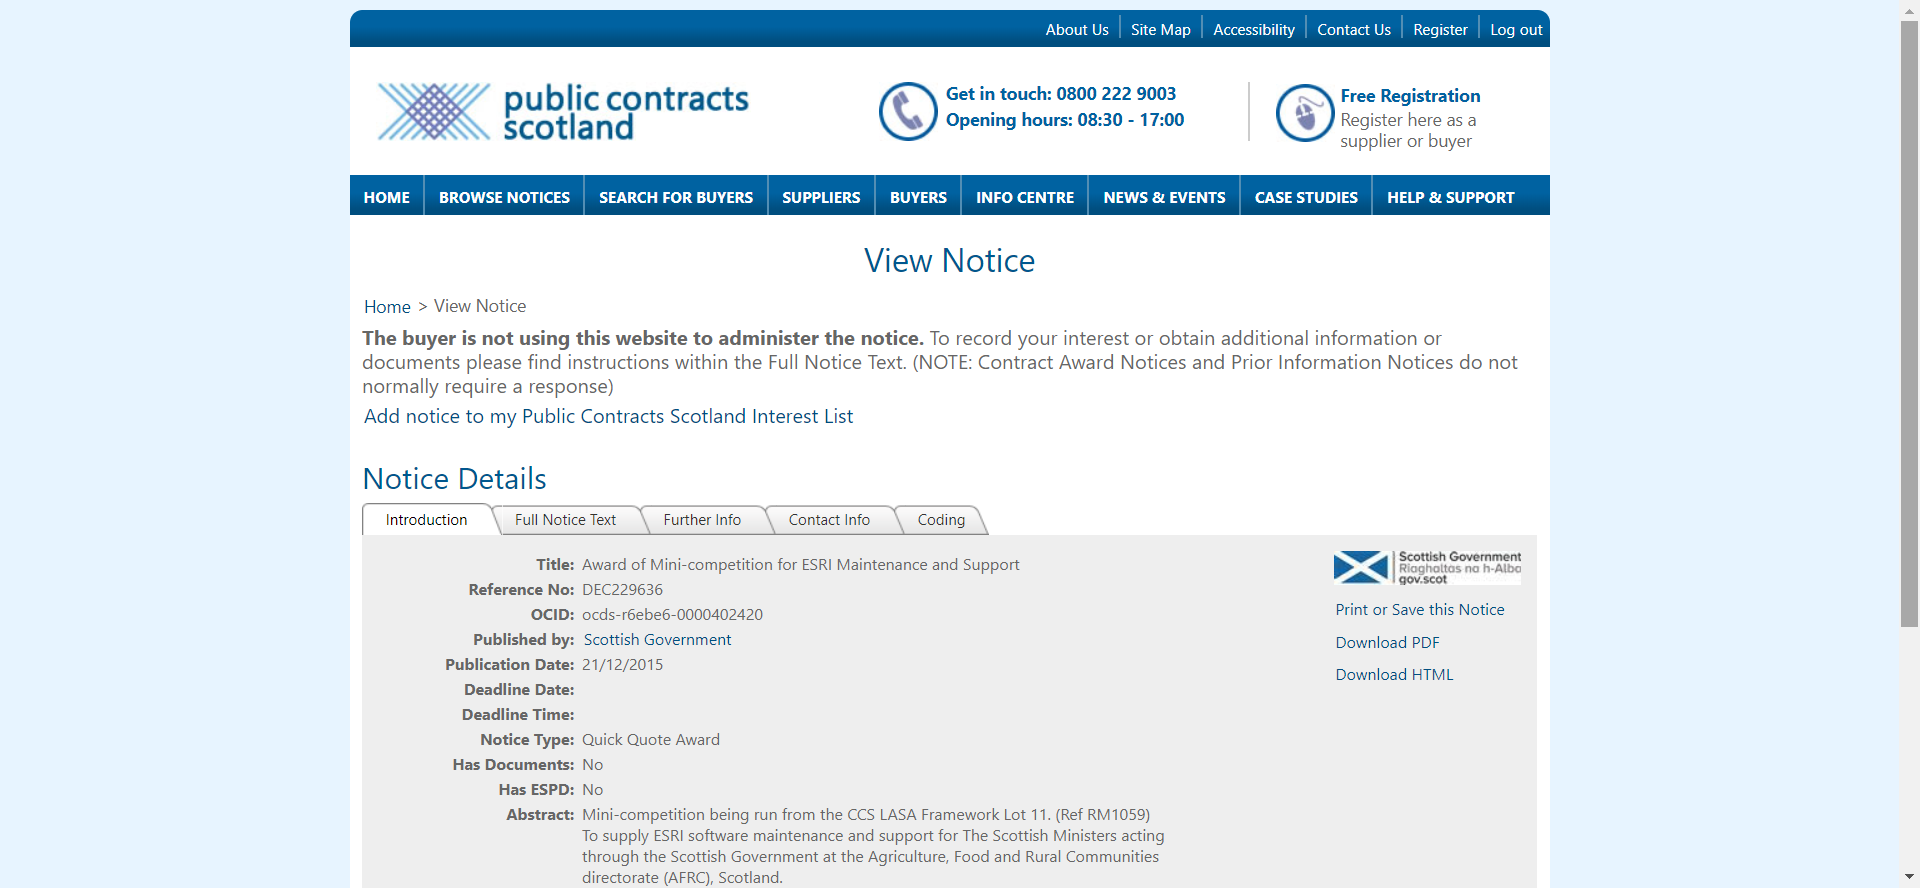 About Us
Site Map
Accessibility
Contact Us
Register
Log out
public contracts
scotland
Get in touch: 0800 222 9003
Opening hours: 08:30 - 17:00
Free Registration
Register here as a
supplier or buyer
HOME
BROWSE NOTICES
SEARCH FOR BUYERS
SUPPLIERS
BUYERS
INFO CENTRE
NEWS & EVENTS
CASE STUDIES
HELP & SUPPORT
View Notice
Home > View Notice
The buyer is not using this website to administer the notice. To record your interest or obtain additional information or
documents please find instructions within the Full Notice Text. (NOTE: Contract Award Notices and Prior Information Notices do not
normally require a response)
Add notice to my Public Contracts Scotland Interest List
Notice Details
Introduction
Full Notice Text
Further Info
Contact Info
Coding
Title: Award of Mini-competition for ESRI Maintenance and Support
Reference No: DEC229636
OCID: ocds-r6ebe6-0000402420
Published by: Scottish Government
Publication Date: 21/12/2015
Deadline Date:
Deadline Time:
Notice Type: Quick Quote Award
Has Documents: No
Has ESPD: No
Abstract: Mini-competition being run from the CCS LASA Framework Lot 11. (Ref RM1059)
To supply ESRI software maintenance and support for The Scottish Ministers acting
through the Scottish Government at the Agriculture, Food and Rural Communities
directorate (AFRC), Scotland.
Scottish Government
Riaghaltas na h-Alba
gov.scot
Print or Save this Notice
Download PDF
Download HTML